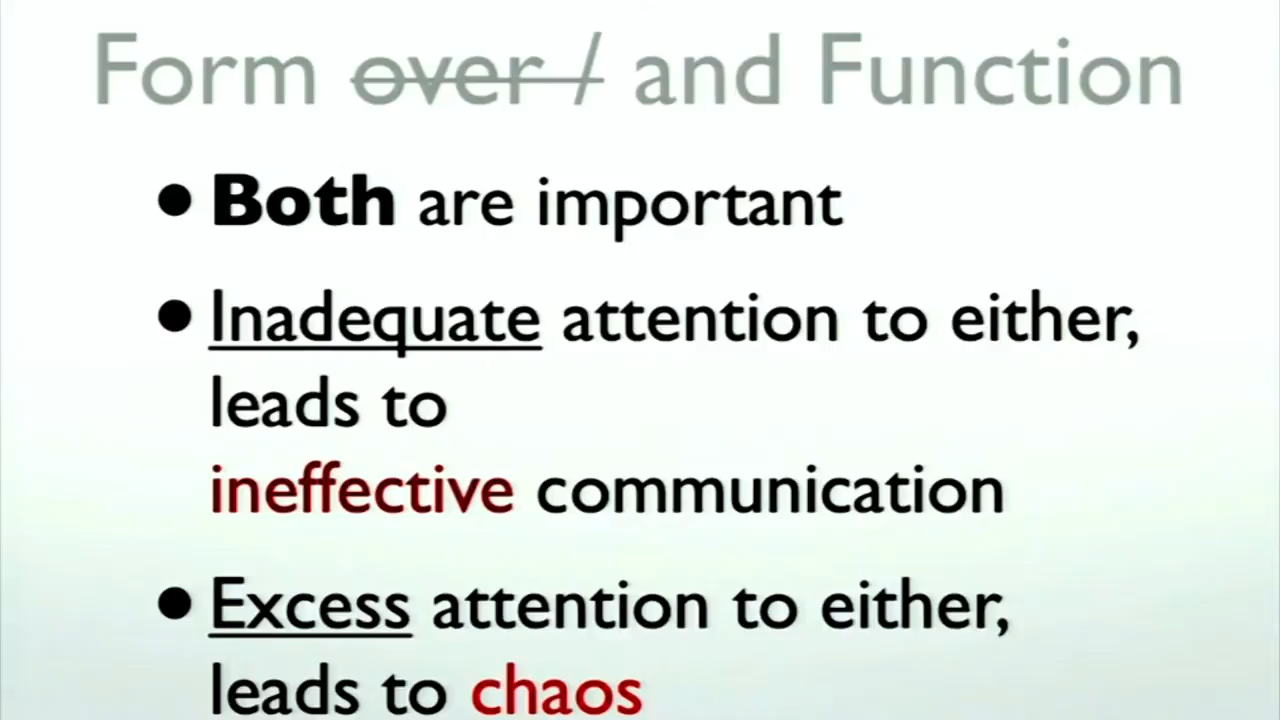 Form over / and Function
• Both are important
• Inadequate attention to either,
leads to
ineffective communication
• Excess attention to either,
leads to chaos